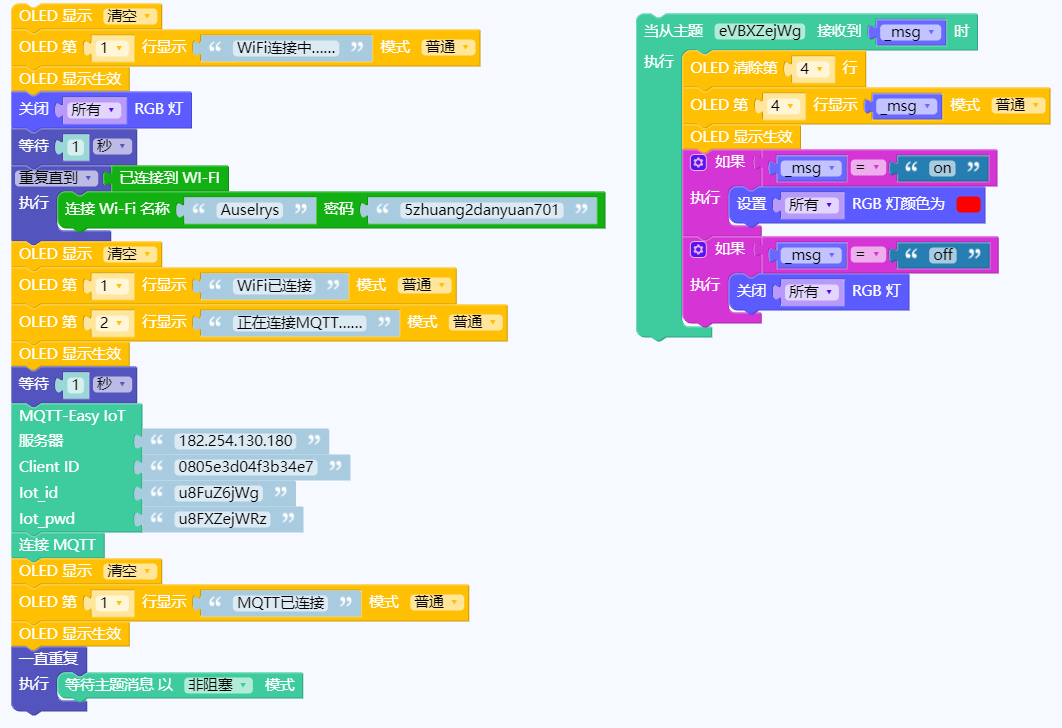 OLED 显示 清空
OLED 第 1 行显示 “ WiFi连接中...... ” 模式 普通
OLED 显示生效
关闭 所有 RGB 灯
等待 1 秒
重复直到 已连接到 WI-FI
执行 连接 Wi-Fi 名称 “ Auselrys ” 密码 “ 5zhuang2danyuan701 ”
OLED 显示 清空
OLED 第 1 行显示 “ WiFi已连接 ” 模式 普通
OLED 第 2 行显示 “ 正在连接MQTT...... ” 模式 普通
OLED 显示生效
等待 1 秒
MQTT-Easy IoT
服务器 “ 182.254.130.180 ”
Client ID “ 0805e3d04f3b34e7 ”
Iot_id “ u8FuZ6jWg ”
Iot_pwd “ u8FXZejWRz ”
连接 MQTT
OLED 显示 清空
OLED 第 1 行显示 “ MQTT已连接 ” 模式 普通
OLED 显示生效
一直重复
执行 等待主题消息 以 非阻塞 模式
当从主题 eVBXZejWg 接收到 _msg 时
执行 OLED 清除第 4 行
OLED 第 4 行显示 _msg 模式 普通
OLED 显示生效
如果 _msg = “ on ”
执行 设置 所有 RGB 灯颜色为
如果 _msg = “ off ”
执行 关闭 所有 RGB 灯